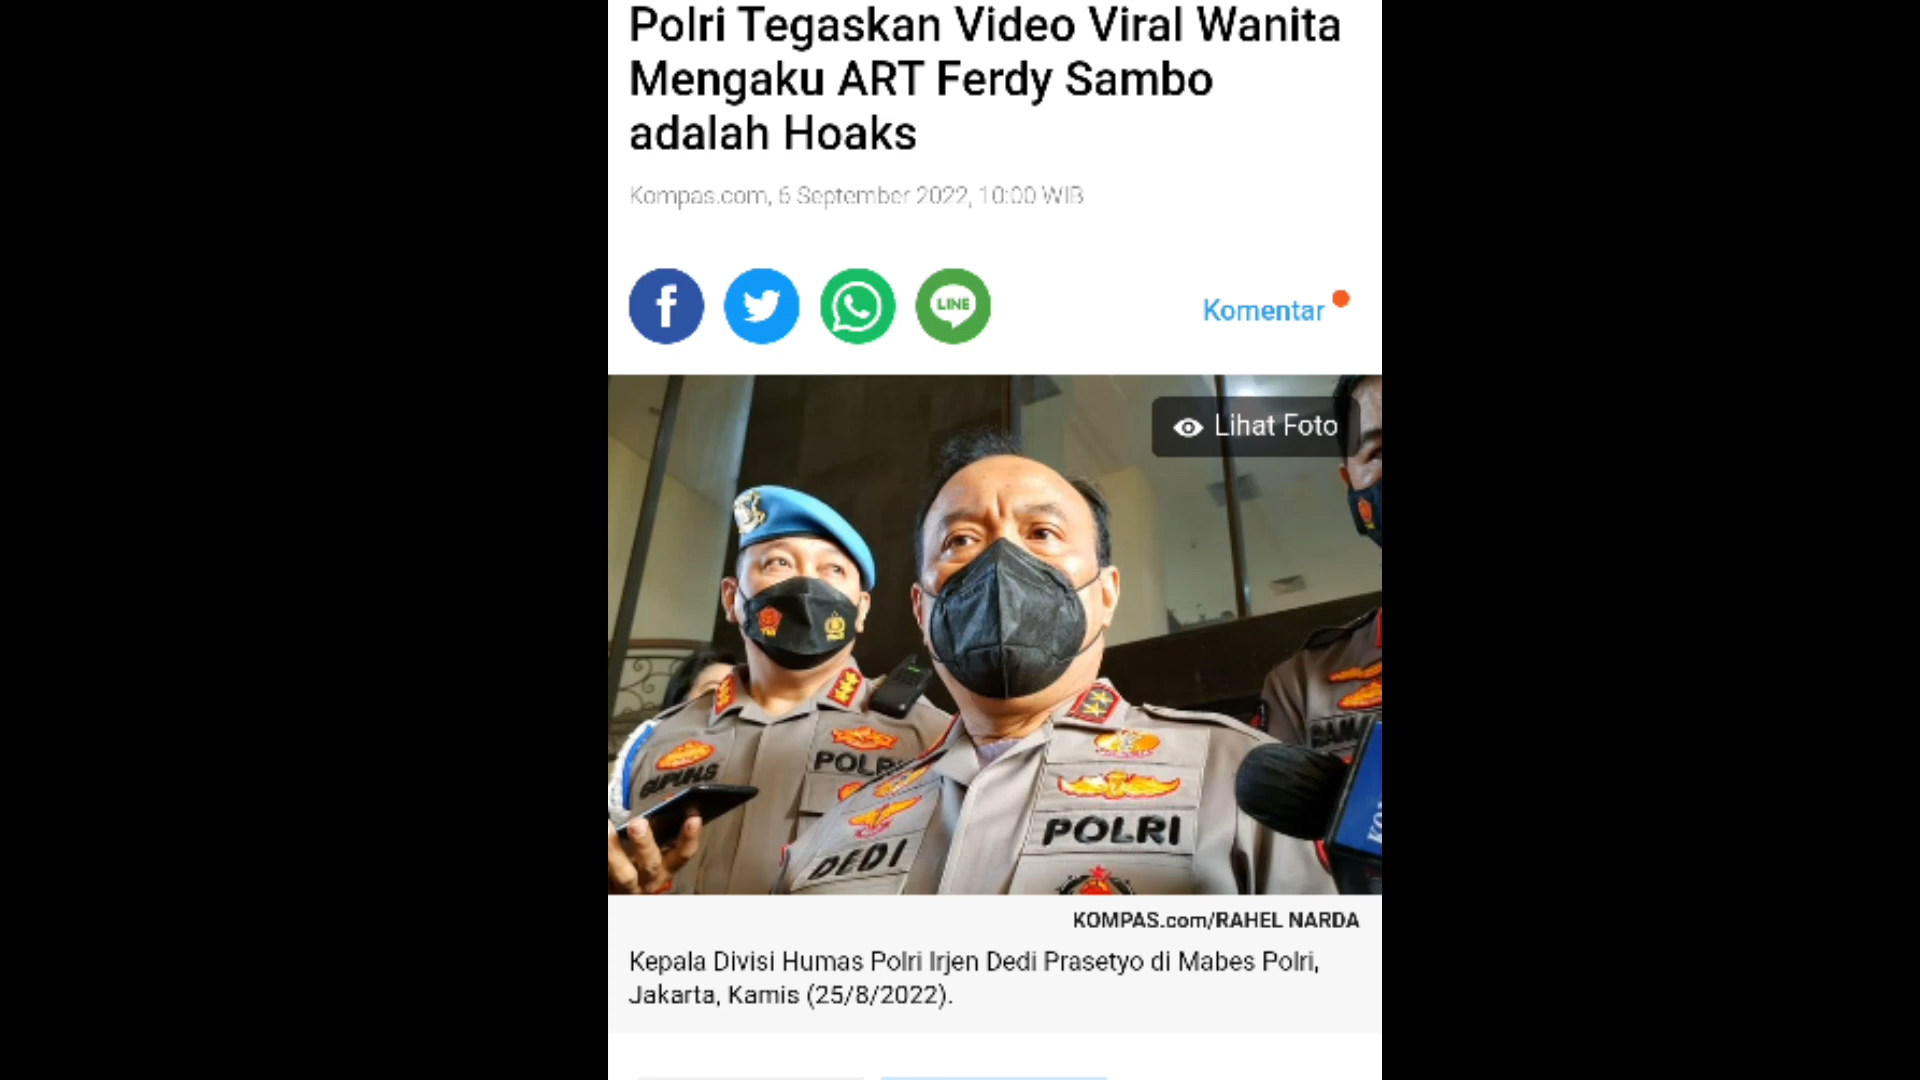 Polri Tegaskan Video Viral Wanita
Mengaku ART Ferdy Sambo
adalah Hoaks
Kompas.com, 6 September 2022, 10:00 WIB
f
LINE
Komentar
Lihat Foto
POLRI
DEDI
KOMPAS.com/RAHEL NARDA
Kepala Divisi Humas Polri Irjen Dedi Prasetyo di Mabes Polri,
Jakarta, Kamis (25/8/2022).